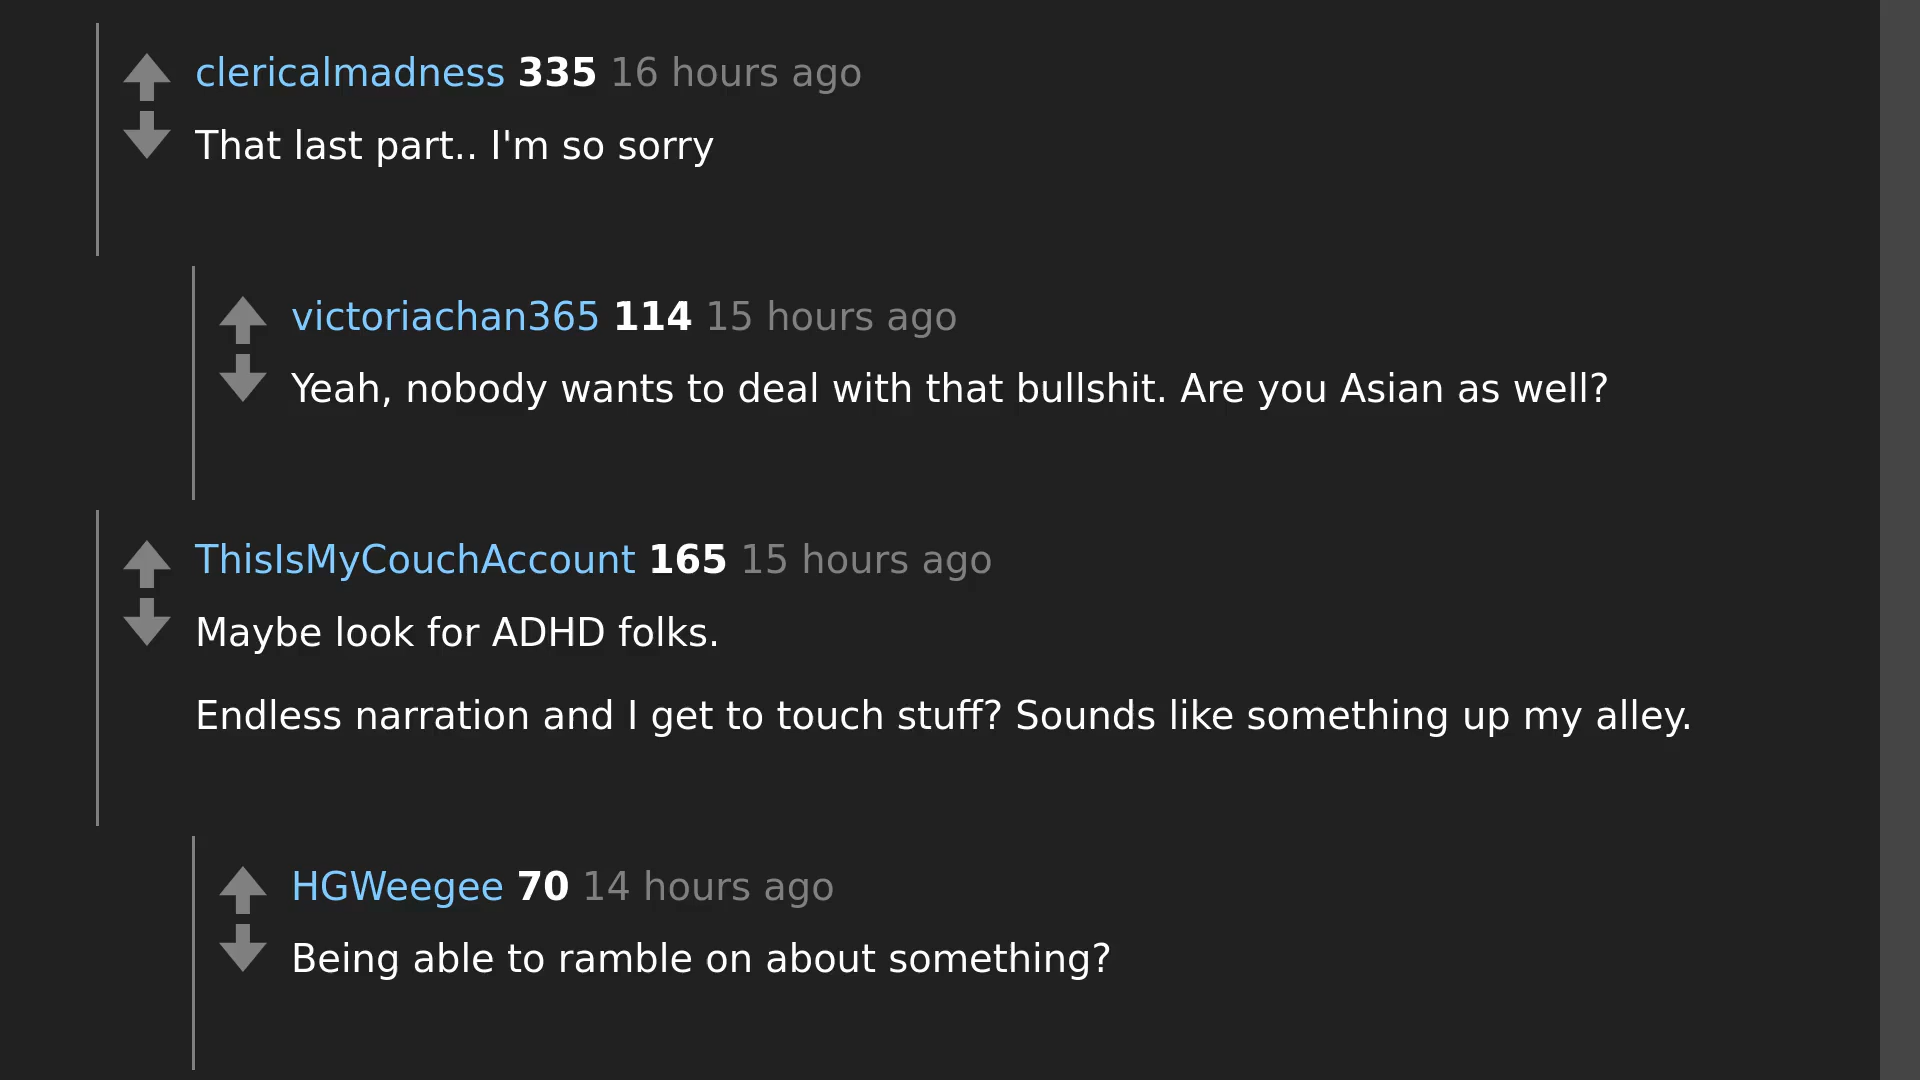 clericalmadness 335 16 hours ago
That last part.. I'm so sorry
victoriachan365 114 15 hours ago
Yeah, nobody wants to deal with that bullshit. Are you Asian as well?
ThisIsMyCouchAccount 165 15 hours ago
Maybe look for ADHD folks.
Endless narration and I get to touch stuff? Sounds like something up my alley.
HGWeegee 70 14 hours ago
Being able to ramble on about something?